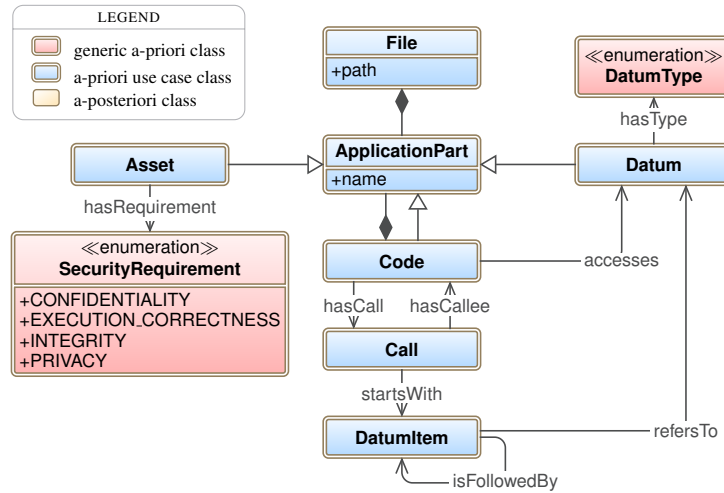 LEGEND
generic a-priori class
a-priori use case class
a-posteriori class
File
+path
≪enumeration≫
DatumType
hasType
Asset
ApplicationPart
+name
Datum
hasRequirement
≪enumeration≫
SecurityRequirement
+CONFIDENTIALITY
+EXECUTION_CORRECTNESS
+INTEGRITY
+PRIVACY
Code
accesses
hasCall
hasCallee
Call
startsWith
DatumItem
refersTo
isFollowedBy